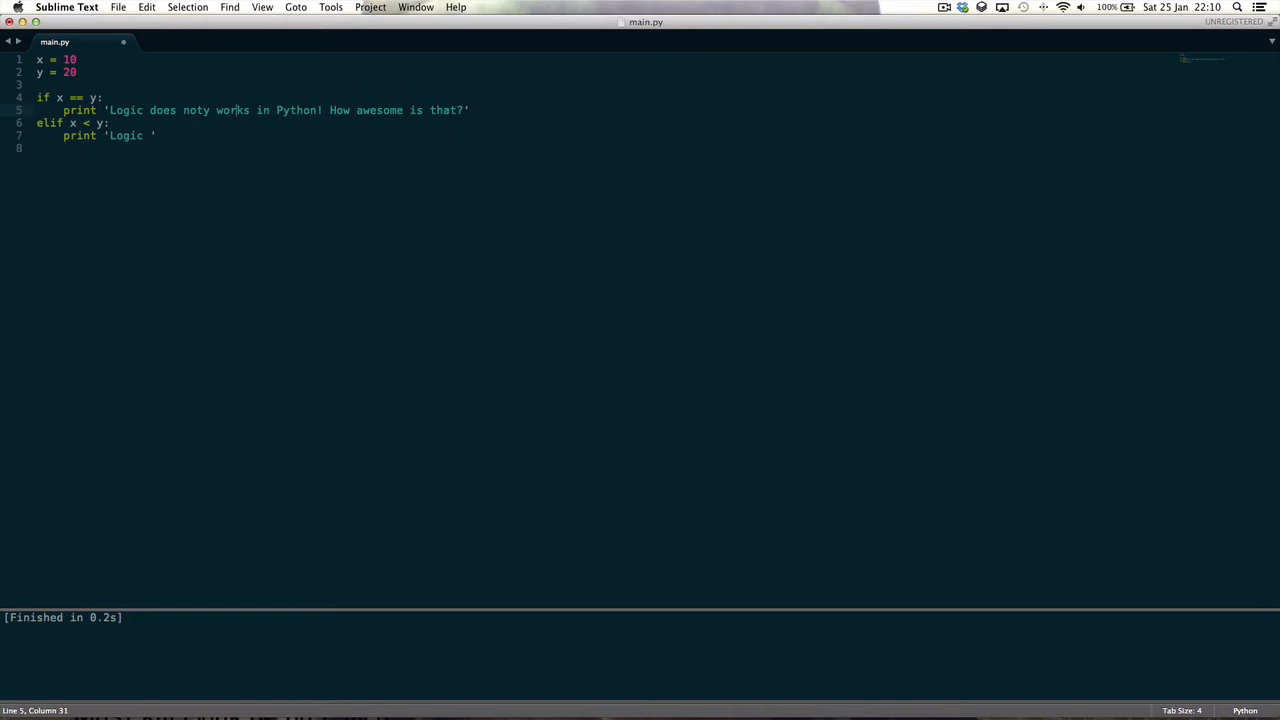 Sublime Text File Edit Selection Find View Goto Tools Project Window Help 100% Sat 25 Jan 22:10
main.py UNREGISTERED
main.py
1 x = 10
2 y = 20
3
4 if x == y:
5 print 'Logic does noty works in Python! How awesome is that?'
6 elif x < y:
7 print 'Logic '
8
[Finished in 0.2s]
Line 5, Column 31 Tab Size: 4 Python